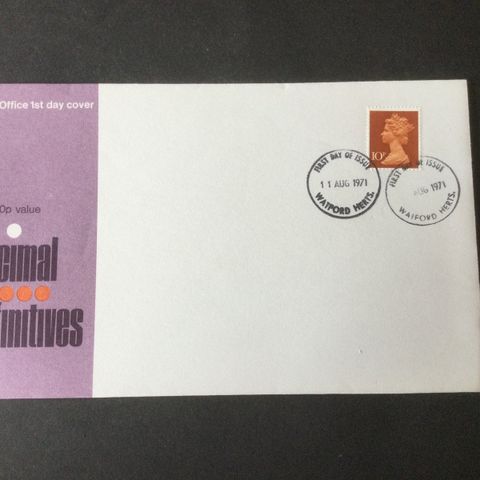 Office 1st day cover
0p value
cimal
finitives
10P
FIRST DAY OF ISSUE
11 AUG 1971
WATFORD HERTS.
FIRST DAY OF ISSUE
AUG 1971
WATFORD HERTS.